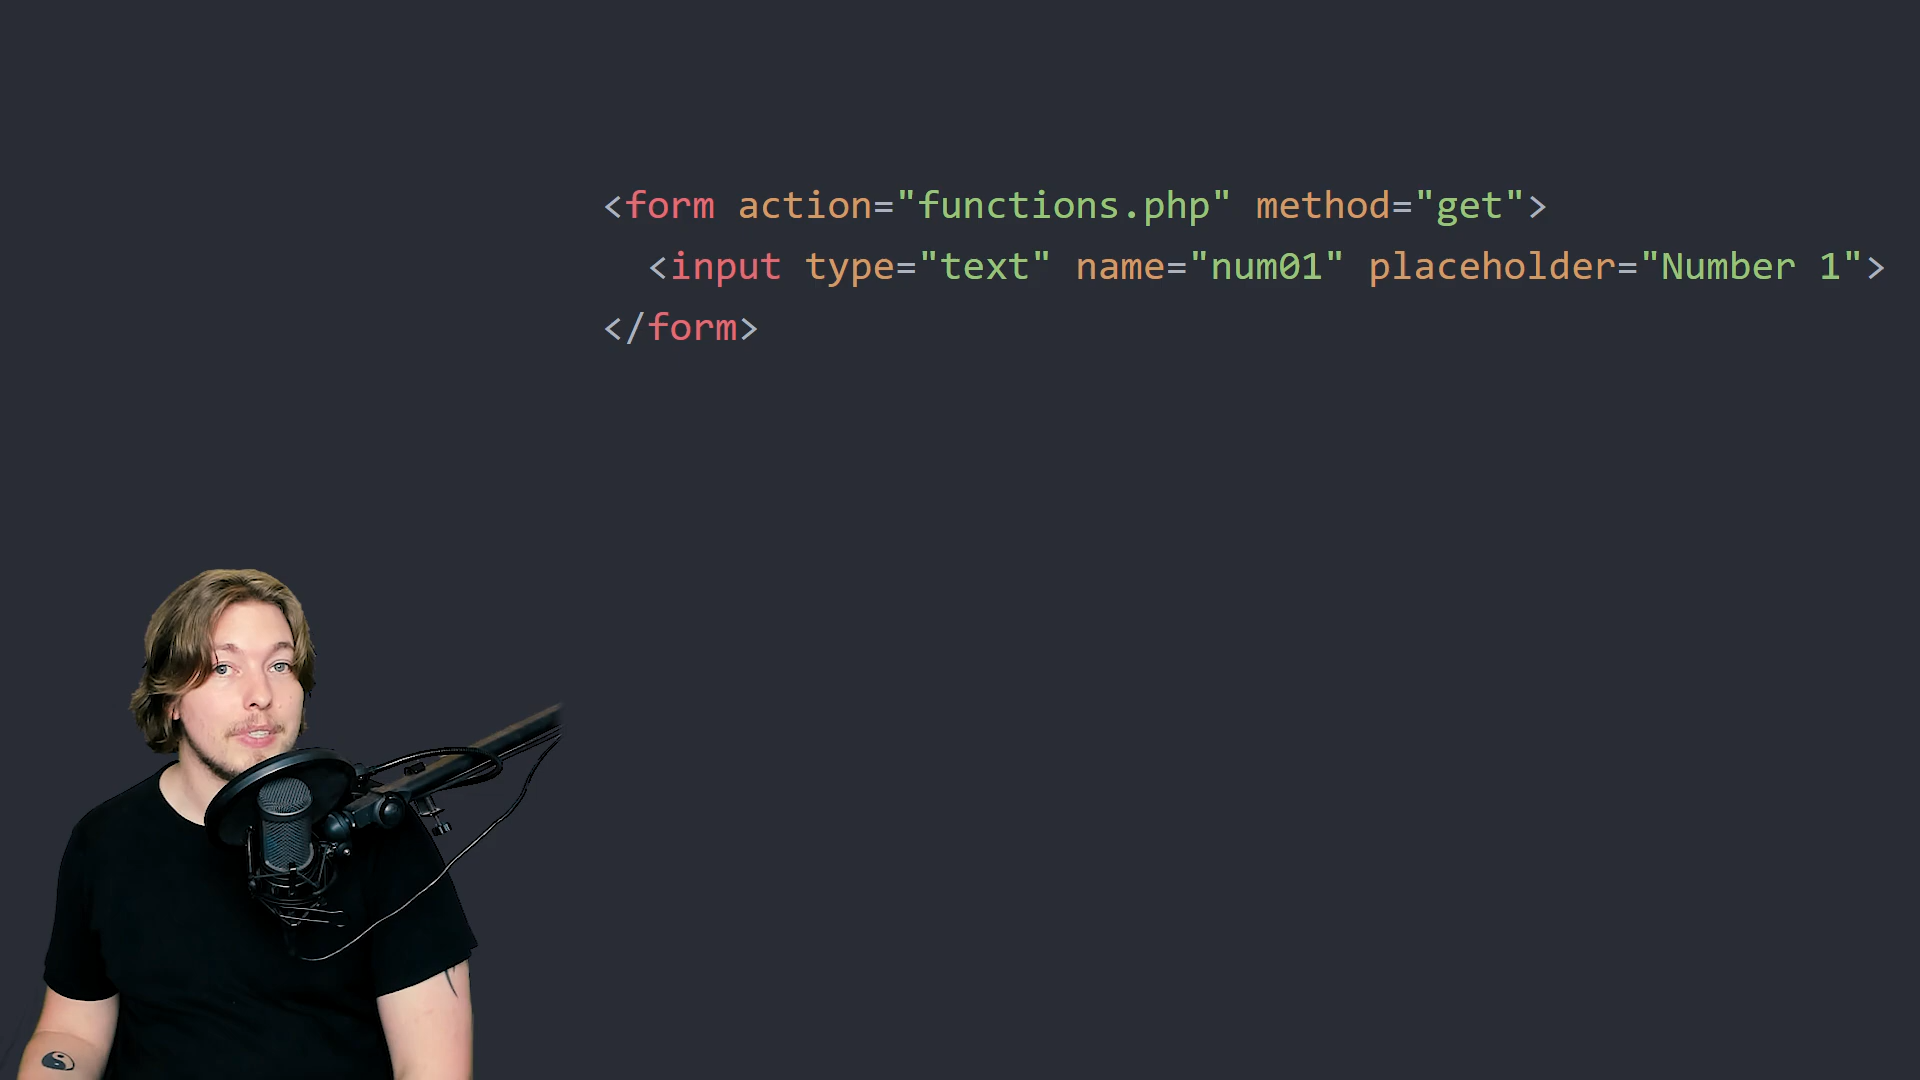 <form action="functions.php" method="get">
<input type="text" name="num01" placeholder="Number 1">
</form>